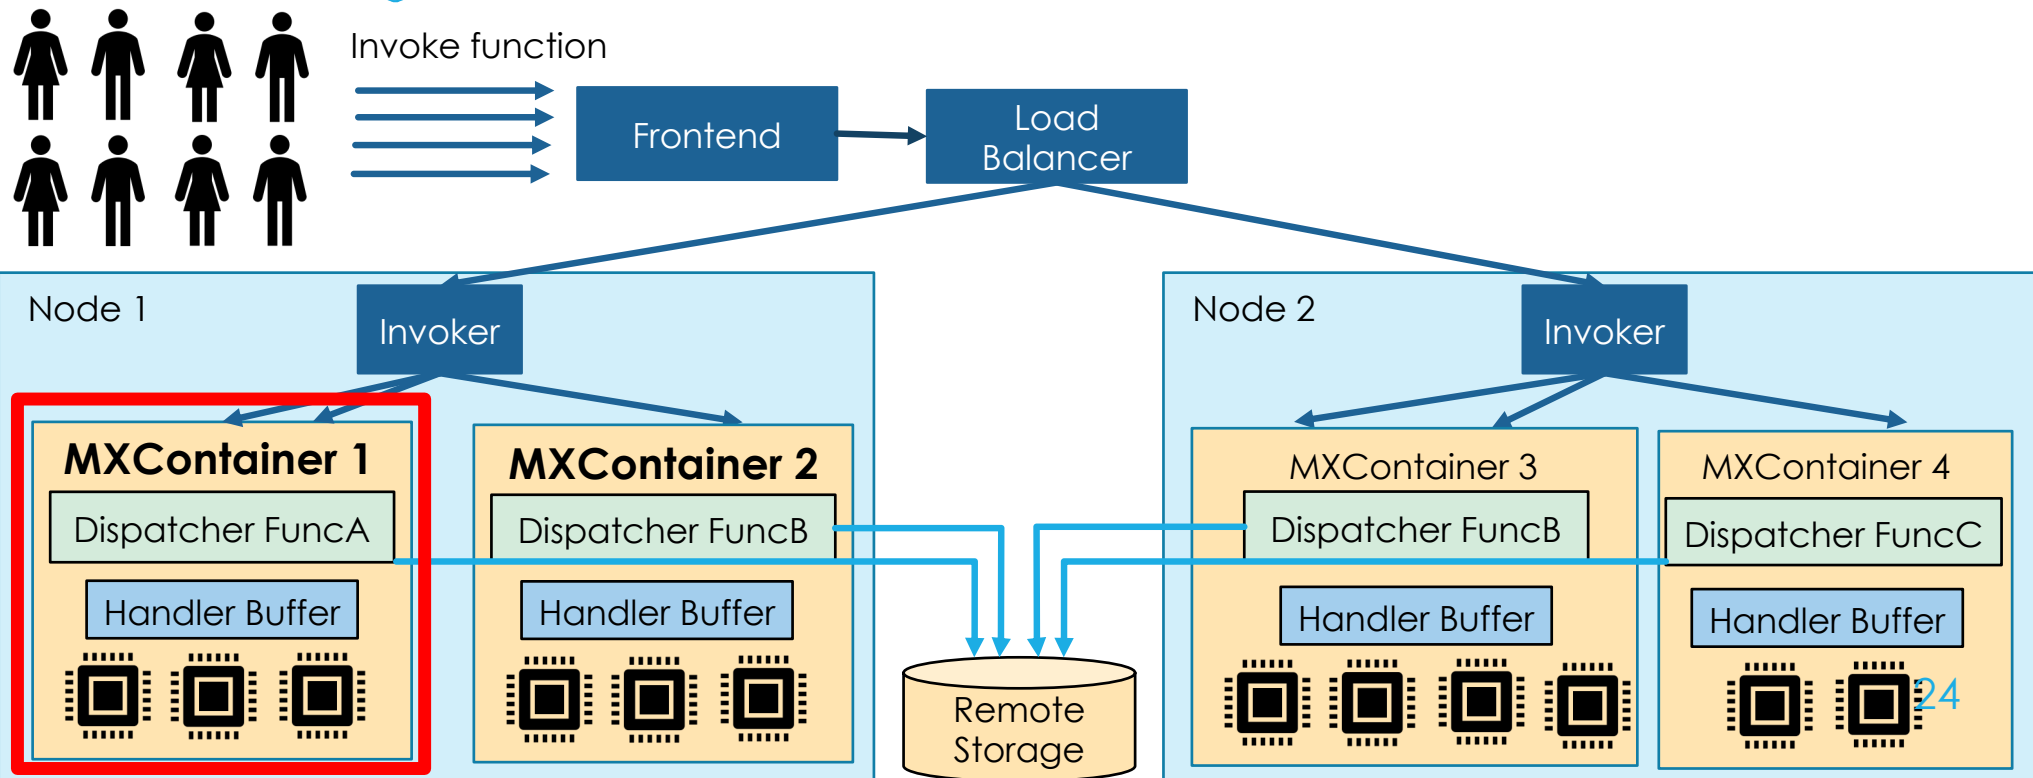 Invoke function
Frontend
Load
Balancer
Node 1
Invoker
Node 2
Invoker
MXContainer 1
Dispatcher FuncA
Handler Buffer
MXContainer 2
Dispatcher FuncB
Handler Buffer
Remote
Storage
MXContainer 3
Dispatcher FuncB
Handler Buffer
MXContainer 4
Dispatcher FuncC
Handler Buffer
24